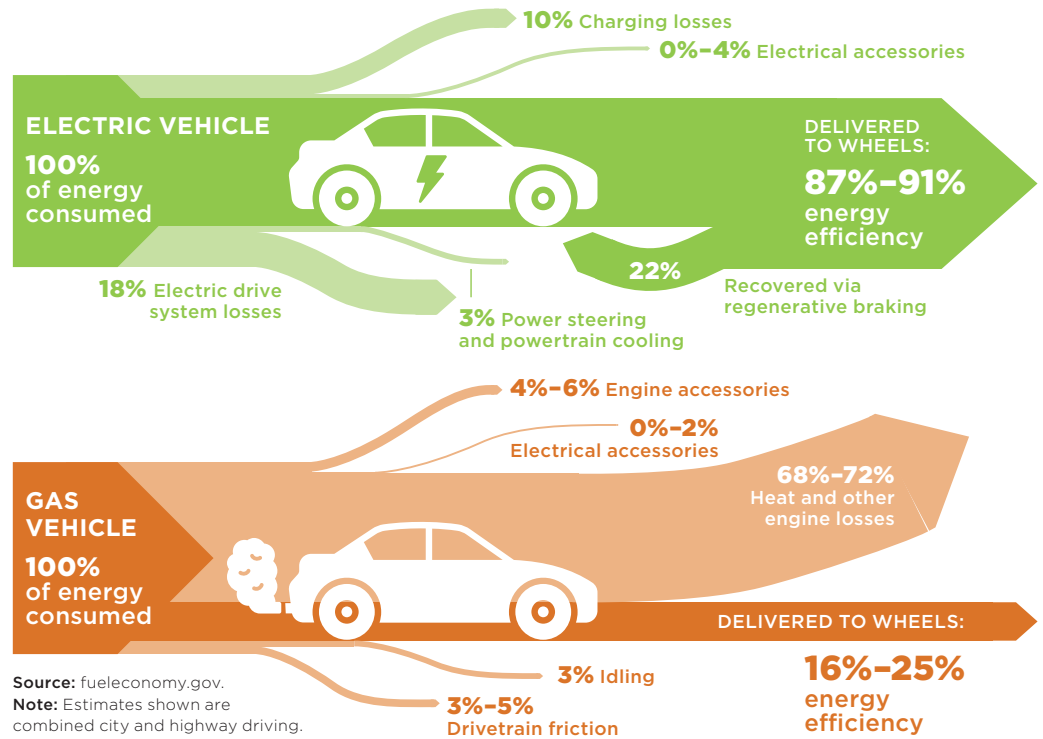 10% Charging losses
0%–4% Electrical accessories
ELECTRIC VEHICLE
100%
of energy
consumed
DELIVERED
TO WHEELS:
87%–91%
energy
efficiency
18% Electric drive
system losses
3% Power steering
and powertrain cooling
22%
Recovered via
regenerative braking
4%–6% Engine accessories
0%–2%
Electrical accessories
68%–72%
Heat and other
engine losses
GAS
VEHICLE
100%
of energy
consumed
DELIVERED TO WHEELS:
16%–25%
energy
efficiency
3% Idling
3%–5%
Drivetrain friction
Source: fueleconomy.gov.
Note: Estimates shown are
combined city and highway driving.